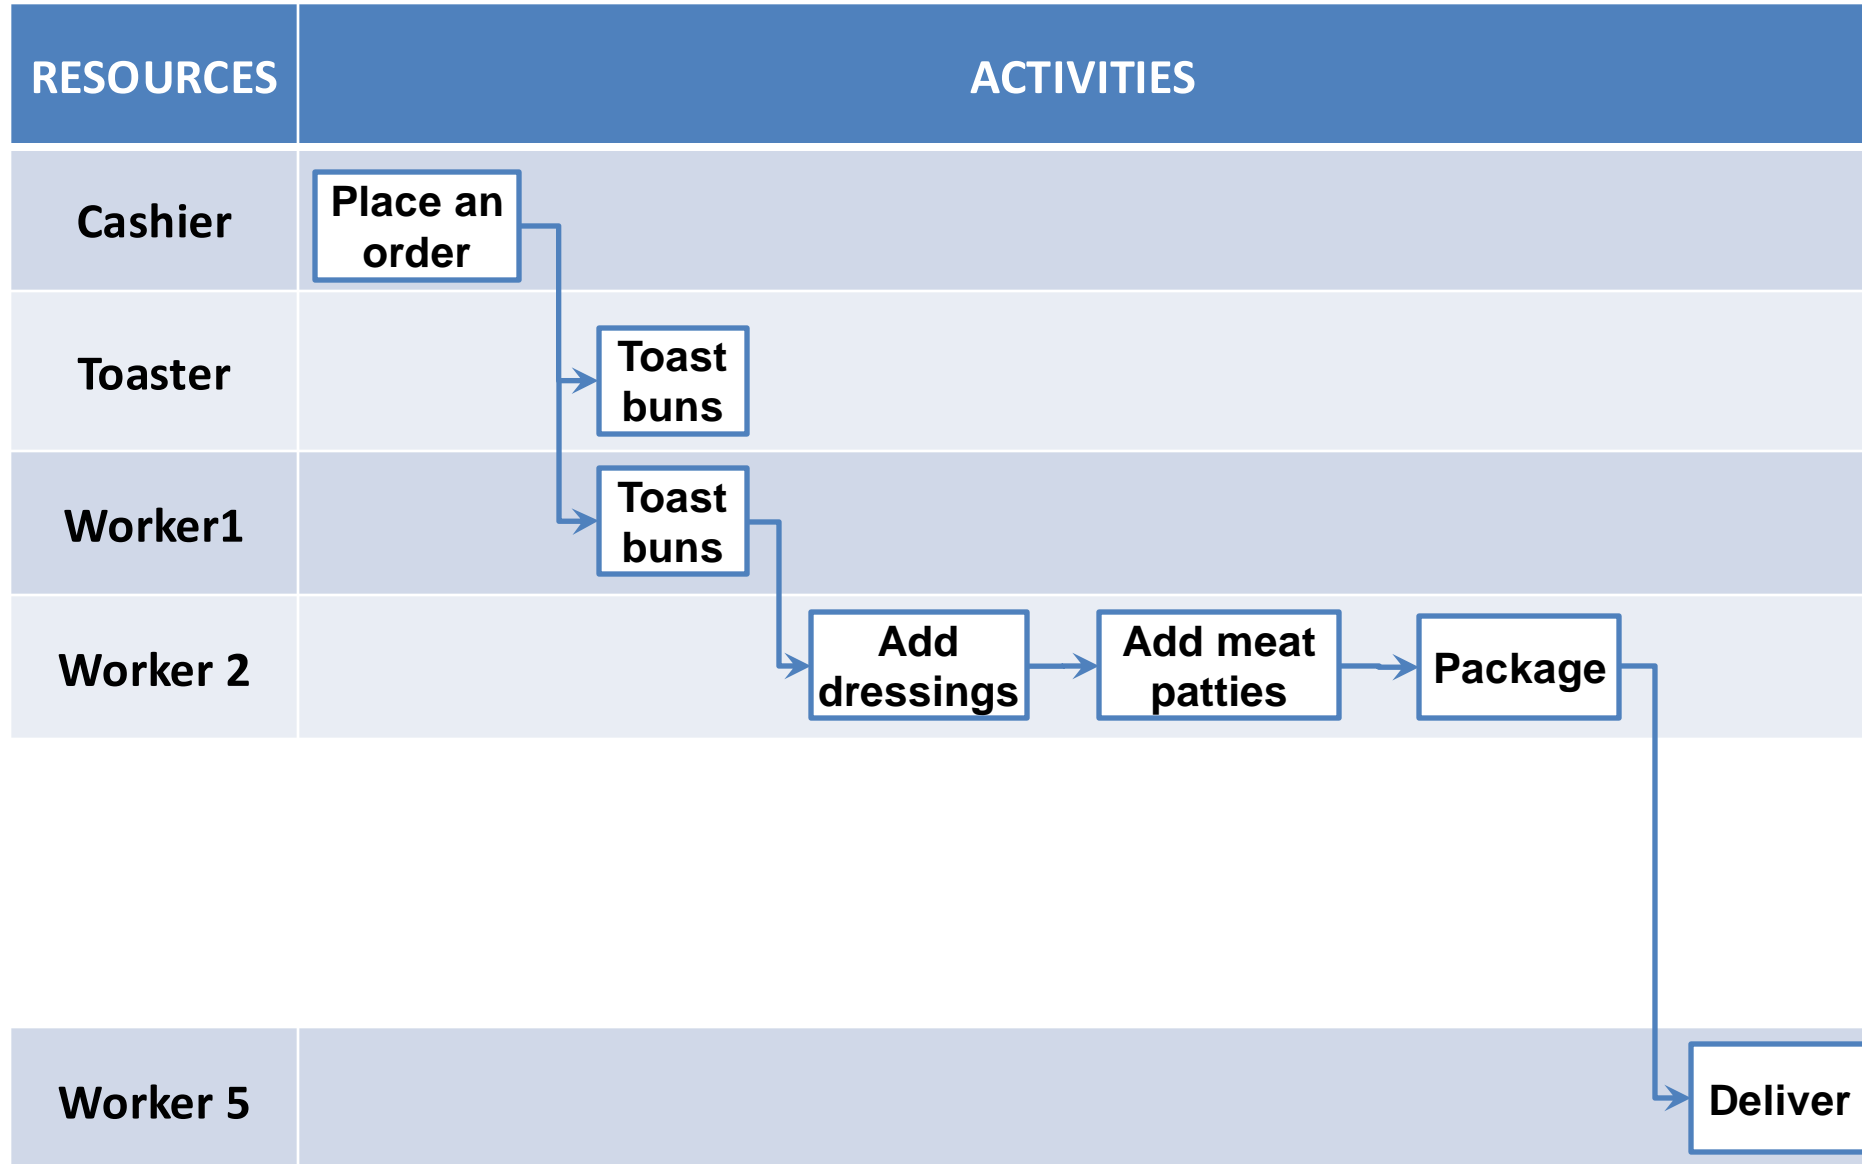 RESOURCES
ACTIVITIES
Cashier
Place an
order
Toaster
Toast
buns
Worker1
Toast
buns
Worker 2
Add
dressings
Add meat
patties
Package
Worker 5
Deliver